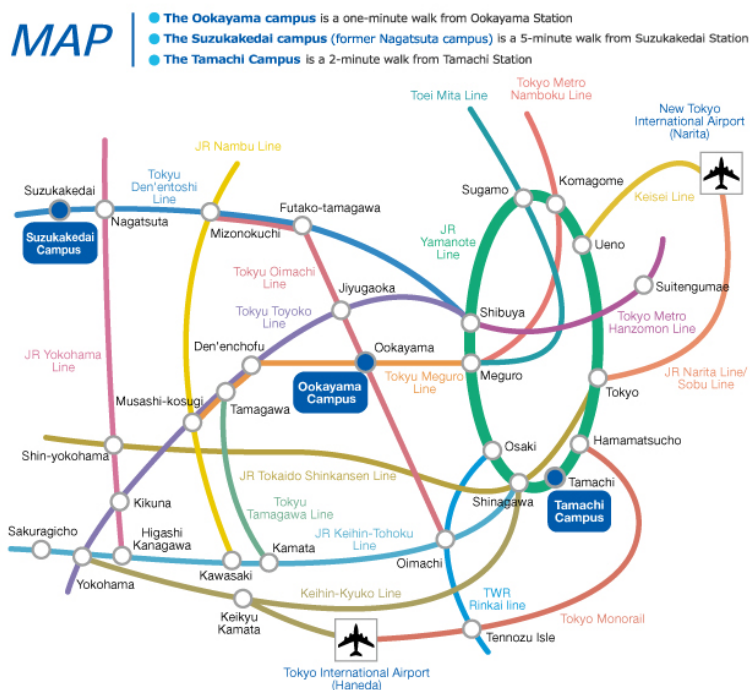 MAP
The Ookayama campus is a one-minute walk from Ookayama Station
The Suzukakedai campus (former Nagatsuta campus) is a 5-minute walk from Suzukakedai Station
The Tamachi Campus is a 2-minute walk from Tamachi Station
Toei Mita Line
Tokyo Metro
Namboku Line
New Tokyo
International Airport
(Narita)
JR Nambu Line
Suzukakedai
Tokyu
Den'entoshi
Line
Futako-tamagawa
Sugamo
Komagome
Keisei Line
Nagatsuta
Mizonokuchi
Suzukakedai
Campus
JR
Yamanote
Line
Ueno
Tokyu Oimachi
Line
Jiyugaoka
Suitengumae
Tokyu Toyoko
Line
Shibuya
Tokyo Metro
Hanzomon Line
JR Yokohama
Line
Den'enchofu
Ookayama
Ookayama
Campus
Tokyu Meguro
Line
Meguro
JR Narita Line/
Sobu Line
Tokyo
Musashi-kosugi
Tamagawa
Shin-yokohama
Osaki
Hamamatsucho
JR Tokaido Shinkansen Line
Shinagawa
Tamachi
Tamachi
Campus
Kikuna
Tokyu
Tamagawa Line
Sakuragicho
Higashi
Kanagawa
Kamata
JR Keihin-Tohoku
Line
Oimachi
Yokohama
Kawasaki
Keihin-Kyuko Line
TWR
Rinkai line
Keikyu
Kamata
Tokyo Monorail
Tennozu Isle
Tokyo International Airport
(Haneda)